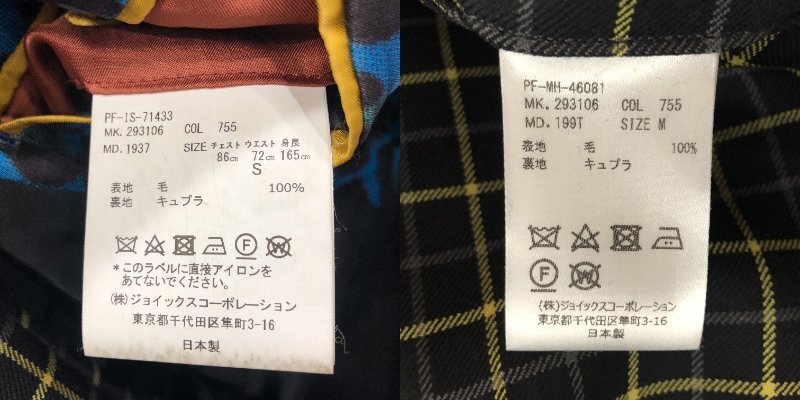 PF-IS-71433
MK. 293106 COL 755
MD. 1937 SIZE チェスト ウエスト 身長
86cm 72cm 165cm
S
表地 毛 100%
裏地 キュプラ
F W
*このラベルに直接アイロンを
あてないでください。
(株)ジョイックスコーポレーション
東京都千代田区隼町3-16
日本製
PF-MH-46081
MK. 293106 COL 755
MD. 199T SIZE M
表地 毛 100%
裏地 キュプラ
F W
(株)ジョイックスコーポレーション
東京都千代田区隼町3-16
日本製